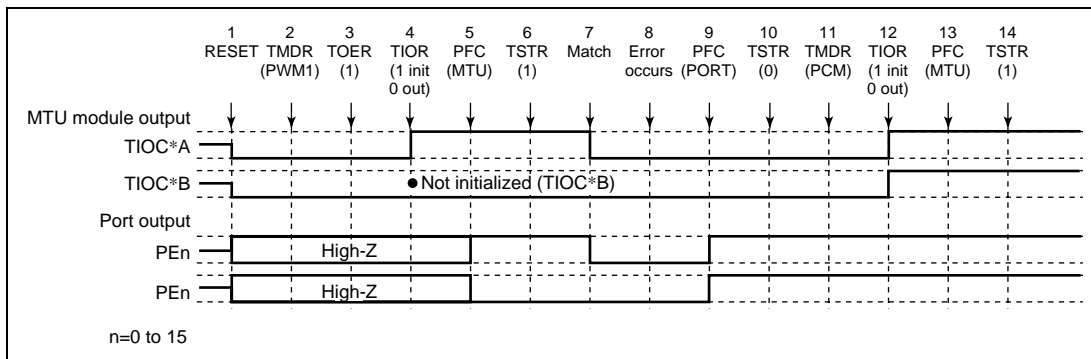 1 2 3 4 5 6 7 8 9 10 11 12 13 14
RESET TMDR TOER TIOR PFC TSTR Match Error PFC TSTR TMDR TIOR PFC TSTR
(PWM1) (1) (1 init (MTU) (1) occurs (PORT) (0) (PCM) (1 init (MTU) (1)
0 out) 0 out)
MTU module output
TIOC*A
TIOC*B
Not initialized (TIOC*B)
Port output
PEn
High-Z
PEn
High-Z
n=0 to 15